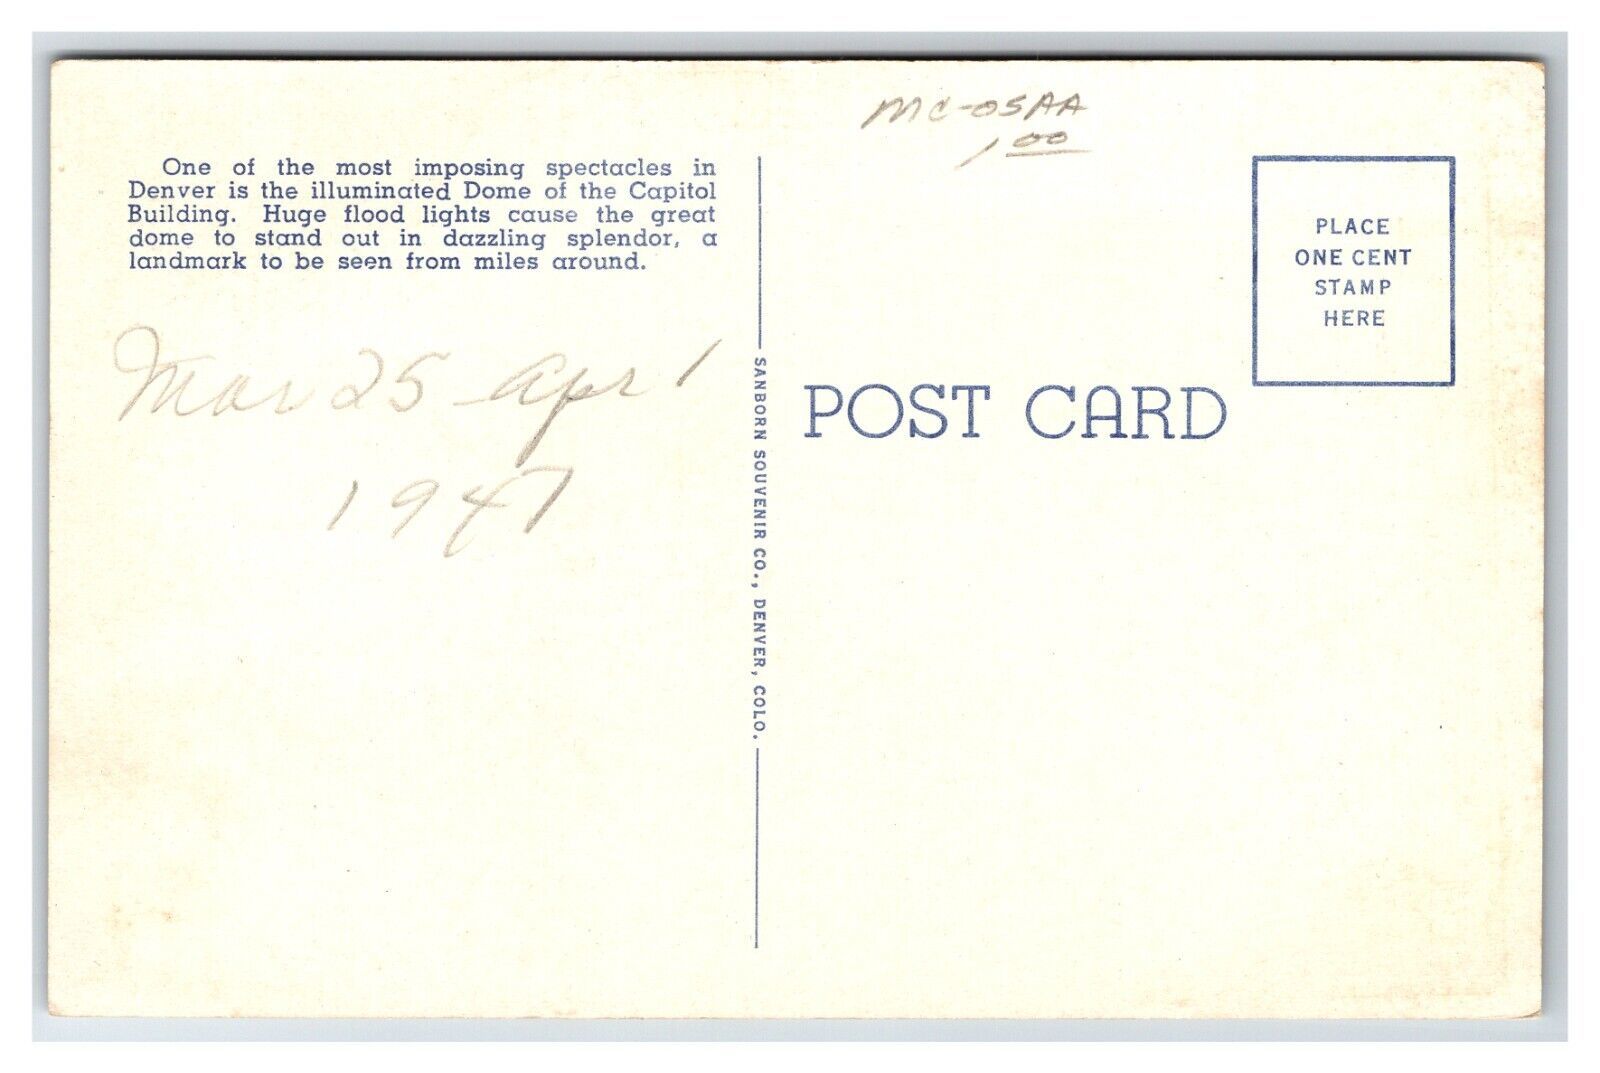 One of the most imposing spectacles in
Denver is the illuminated Dome of the Capitol
Building. Huge flood lights cause the great
dome to stand out in dazzling splendor, a
landmark to be seen from miles around.
Mar 25 - Apr 1
1947
SANBORN SOUVENIR CO., DENVER, COLO.
MC-05AA
1 00
POST CARD
PLACE
ONE CENT
STAMP
HERE